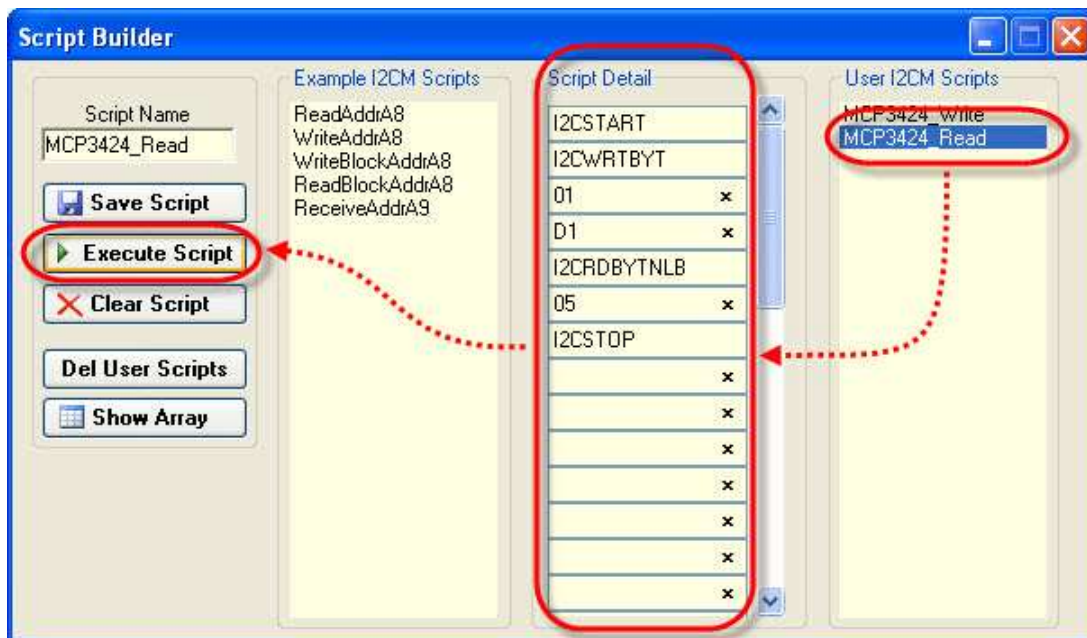 Script Builder
Script Name
MCP3424_Read
Save Script
Execute Script
Clear Script
Del User Scripts
Show Array
Example I2CM Scripts
ReadAddrA8
WriteAddrA8
WriteBlockAddrA8
ReadBlockAddrA8
ReceiveAddrA9
Script Detail
I2CSTART
I2CWRTBYT
01 x
D1 x
I2CRDBYTNLB
05 x
I2CSTOP
x
x
x
x
x
x
x
User I2CM Scripts
MCP3424_Write
MCP3424_Read